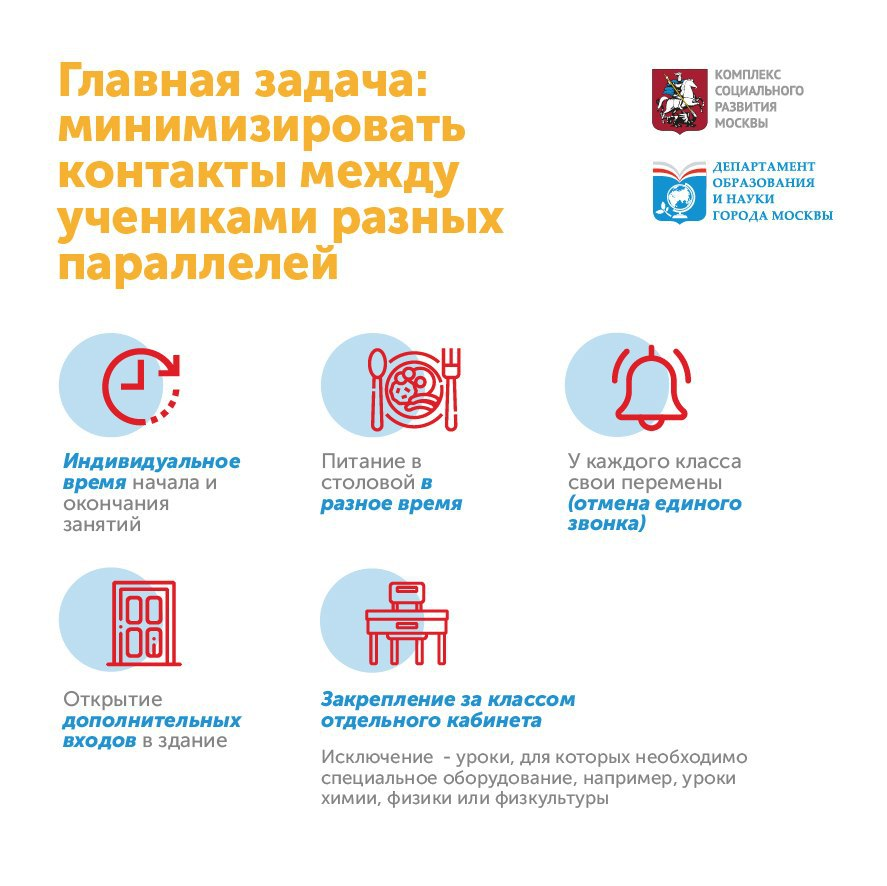 Главная задача:
минимизировать
контакты между
учениками разных
параллелей
КОМПЛЕКС
СОЦИАЛЬНОГО
РАЗВИТИЯ
МОСКВЫ
ДЕПАРТАМЕНТ
ОБРАЗОВАНИЯ
И НАУКИ
ГОРОДА МОСКВЫ
Индивидуальное
время начала и
окончания
занятий
Питание в
столовой в
разное время
У каждого класса
свои перемены
(отмена единого
звонка)
Открытие
дополнительных
входов в здание
Закрепление за классом
отдельного кабинета
Исключение - уроки, для которых необходимо
специальное оборудование, например, уроки
химии, физики или физкультуры